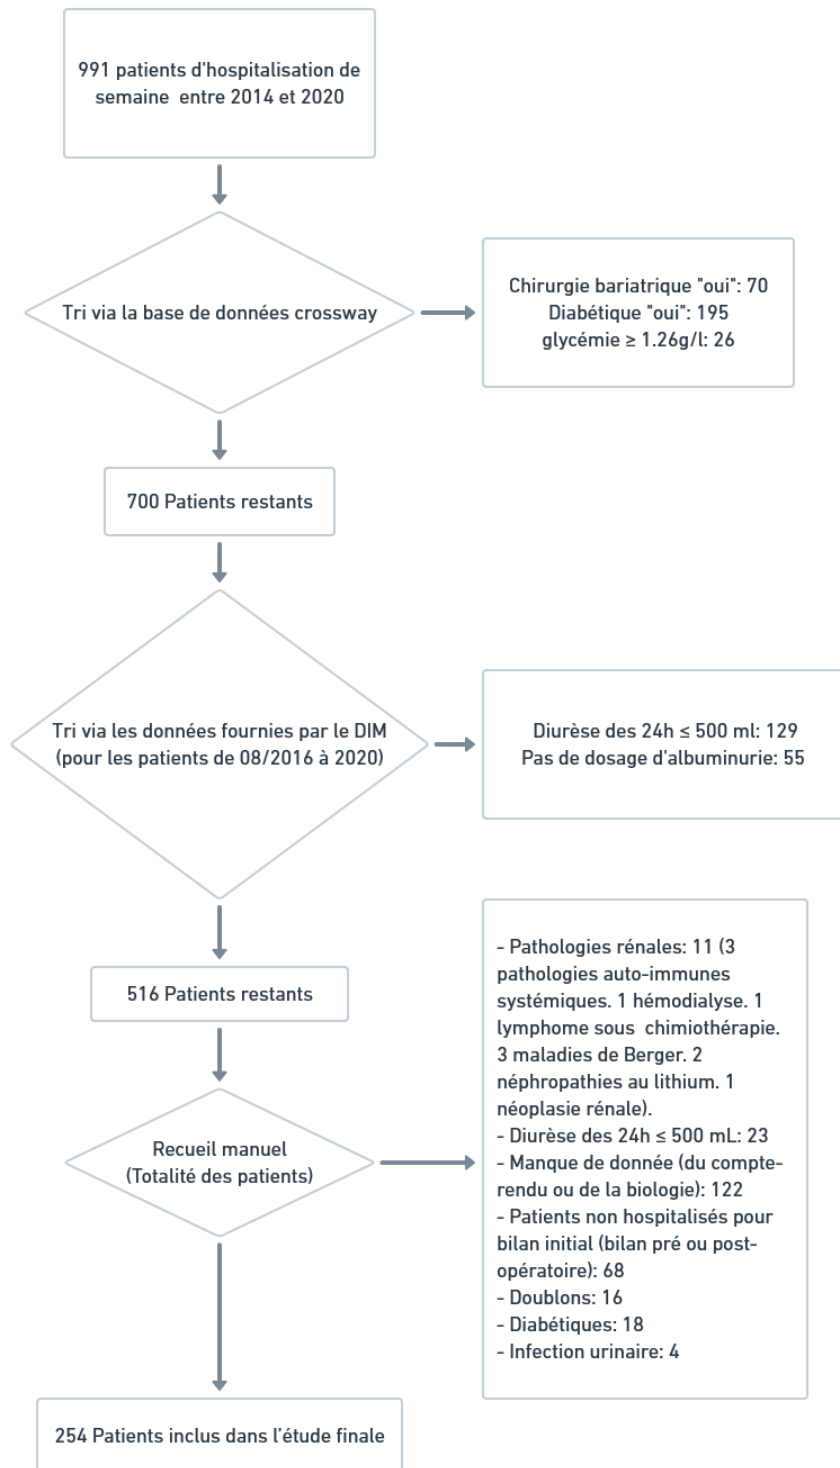 991 patients d'hospitalisation de
semaine entre 2014 et 2020
Tri via la base de données crossway
Chirurgie bariatrique "oui": 70
Diabétique "oui": 195
glycémie ≥ 1.26g/l: 26
700 Patients restants
Tri via les données fournies par le DIM
(pour les patients de 08/2016 à 2020)
Diurèse des 24h ≤ 500 ml: 129
Pas de dosage d'albuminurie: 55
516 Patients restants
Recueil manuel
(Totalité des patients)
- Pathologies rénales: 11 (3
pathologies auto-immunes
systémiques. 1 hémodialyse. 1
lymphome sous chimiothérapie.
3 maladies de Berger. 2
néphropathies au lithium. 1
néoplasie rénale).
- Diurèse des 24h ≤ 500 mL: 23
- Manque de donnée (du compte-
rendu ou de la biologie): 122
- Patients non hospitalisés pour
bilan initial (bilan pré ou post-
opératoire): 68
- Doublons: 16
- Diabétiques: 18
- Infection urinaire: 4
254 Patients inclus dans l'étude finale